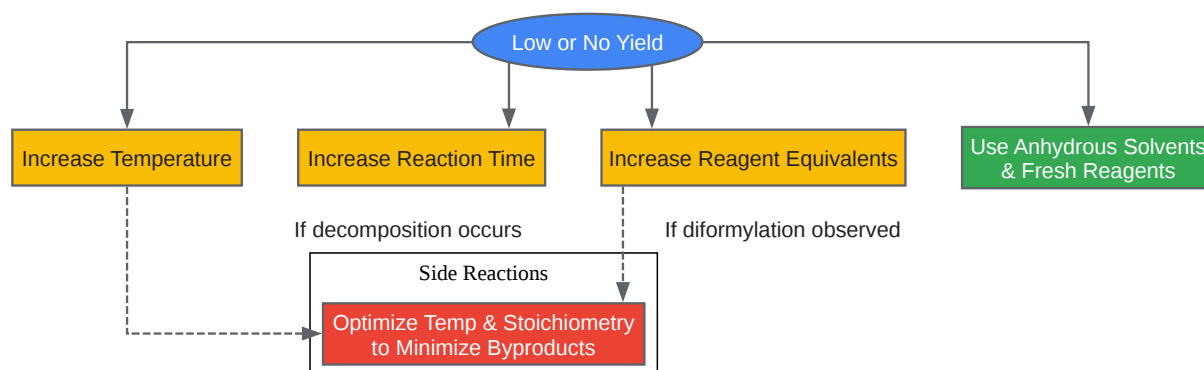 Low or No Yield
Increase Temperature
Increase Reaction Time
Increase Reagent Equivalents
Use Anhydrous Solvents
& Fresh Reagents
If decomposition occurs
If diformylation observed
Side Reactions
Optimize Temp & Stoichiometry
to Minimize Byproducts